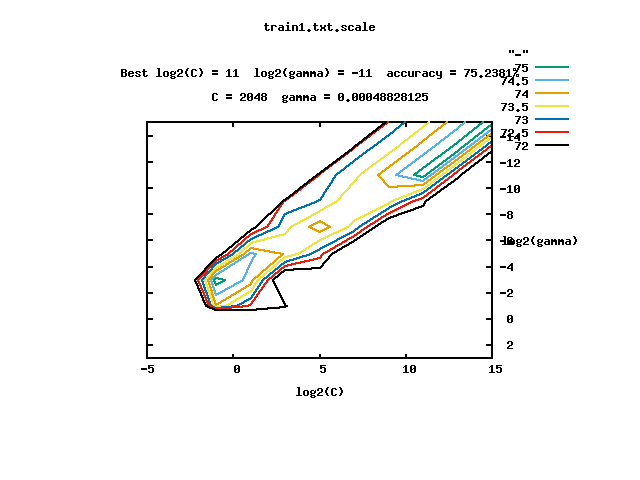 train1.txt.scale
"-"
Best log2(C) = 11 log2(gamma) = -11 accuracy = 75.2381%
C = 2048 gamma = 0.00048828125
75
74.5
74
73.5
73
72.5
72
-14
-12
-10
-8
-6
log2(gamma)
-4
-2
0
2
-5 0 5 10 15
log2(C)